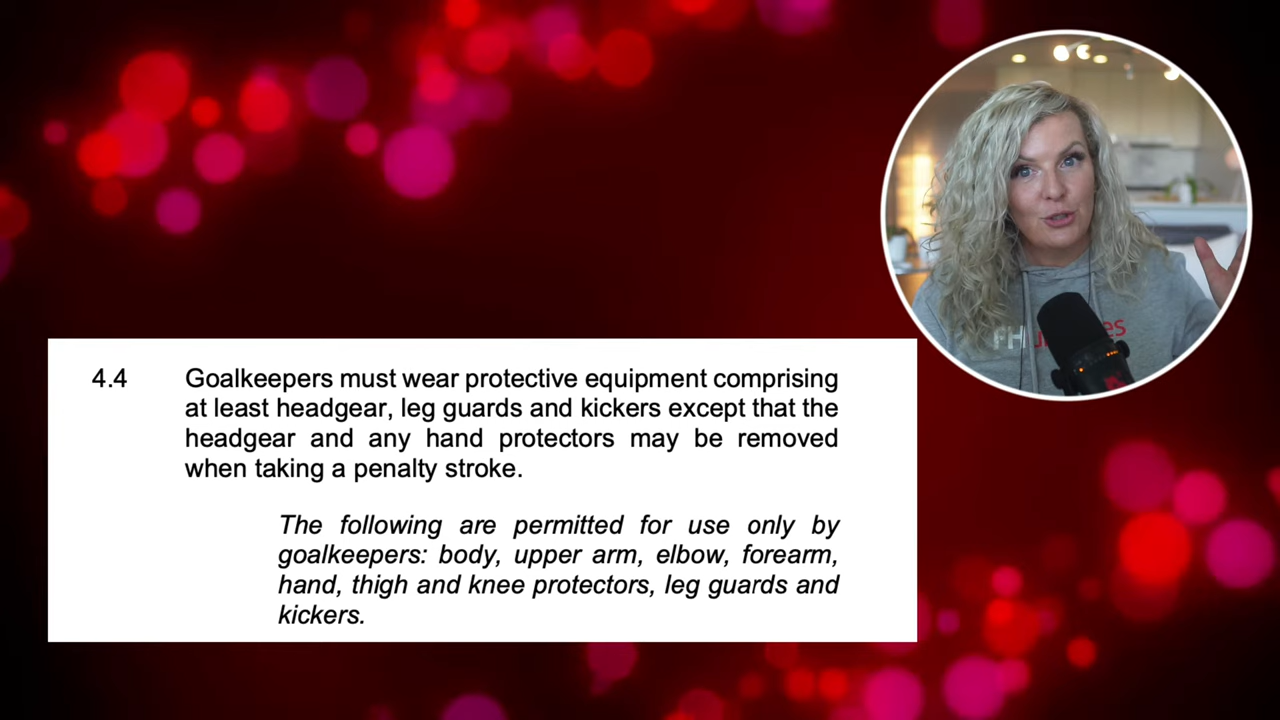 4.4 Goalkeepers must wear protective equipment comprising
at least headgear, leg guards and kickers except that the
headgear and any hand protectors may be removed
when taking a penalty stroke.
The following are permitted for use only by
goalkeepers: body, upper arm, elbow, forearm,
hand, thigh and knee protectors, leg guards and
kickers.